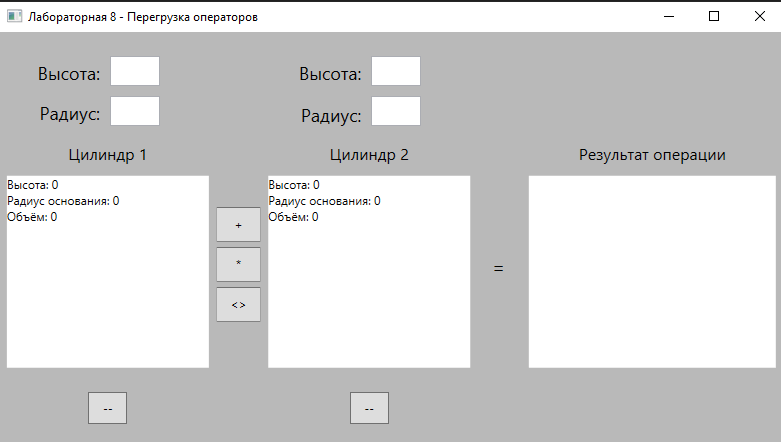 Лабораторная 8 - Перегрузка операторов
Высота:
Высота:
Радиус:
Радиус:
Цилиндр 1
Цилиндр 2
Результат операции
Высота: 0
Радиус основания: 0
Объём: 0
+
*
<>
Высота: 0
Радиус основания: 0
Объём: 0
=
--
--